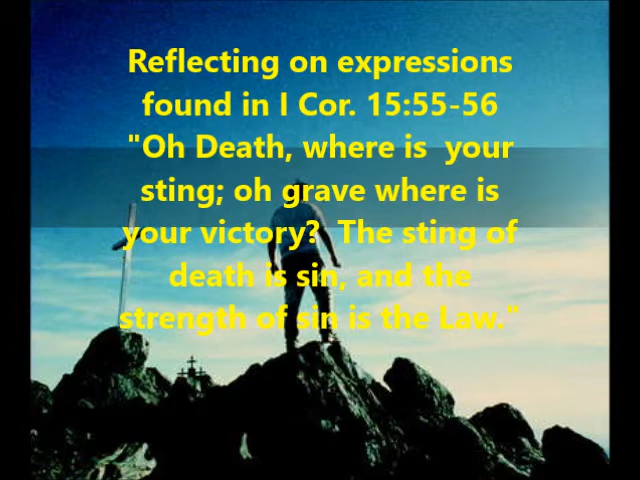 Reflecting on expressions
found in I Cor. 15:55-56
"Oh Death, where is  your
sting; oh grave where is
your victory?  The sting of
death is sin, and the
strength of sin is the Law."